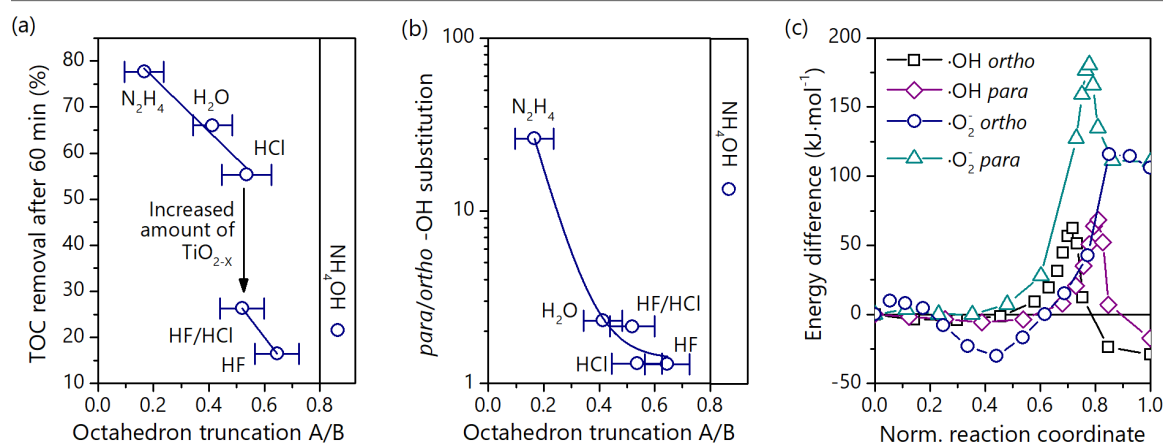 (a)
TOC removal after 60 min (%)
80
70
60
50
40
30
20
10
N₂H₄
H₂O
HCl
Increased
amount of
TiO₂₋ₓ
HF/HCl
HF
NH₄OH
0.0 0.2 0.4 0.6 0.8
Octahedron truncation A/B
(b)
para/ortho -OH substitution
100
10
1
N₂H₄
H₂O
HF/HCl
HCl
HF
NH₄OH
0.0 0.2 0.4 0.6 0.8
Octahedron truncation A/B
(c)
Energy difference (kJ·mol⁻¹)
200
150
100
50
0
-50
·OH ortho
·OH para
·O₂⁻ ortho
·O₂⁻ para
0.0 0.2 0.4 0.6 0.8 1.0
Norm. reaction coordinate